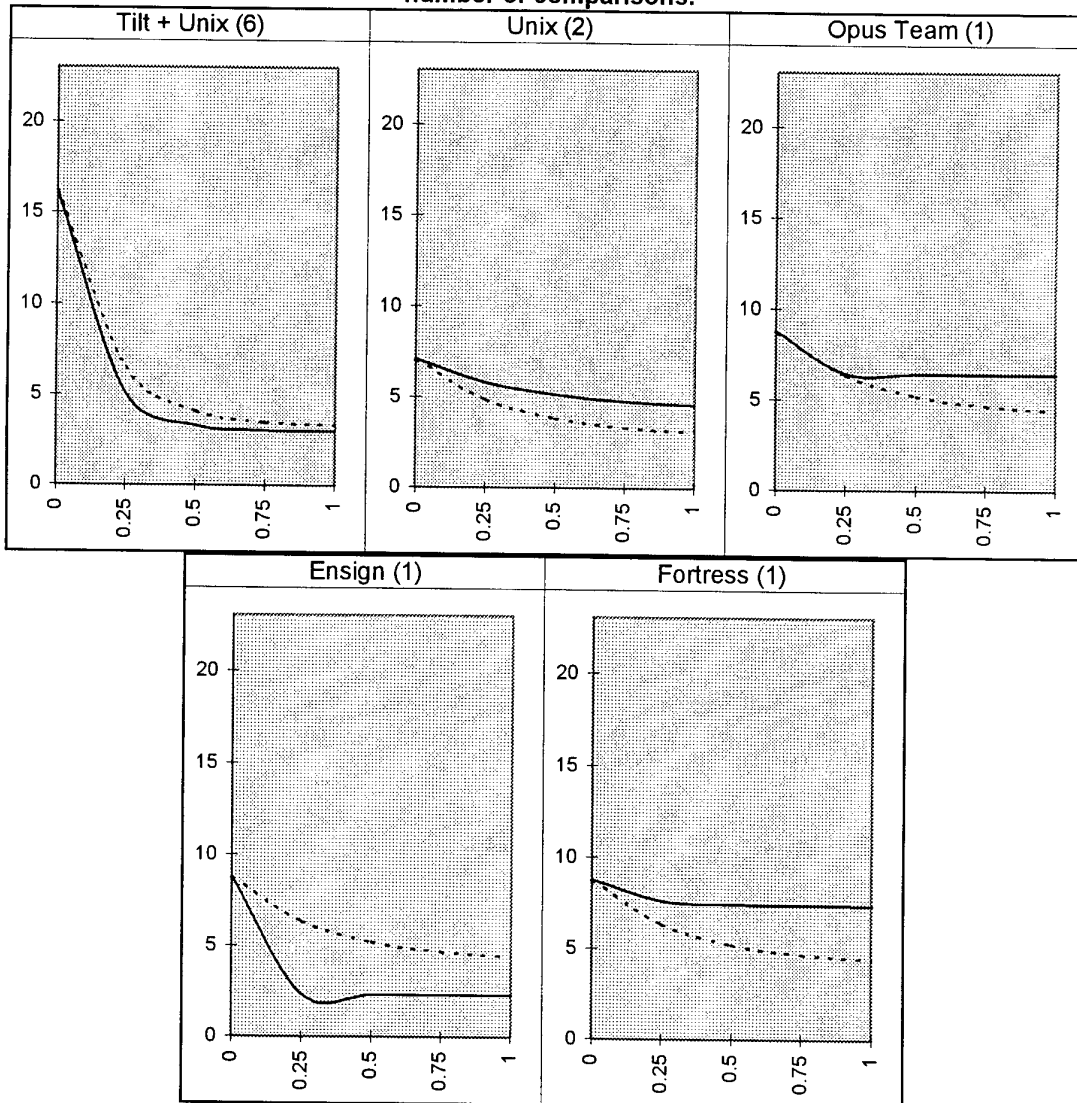 number of comparisons.
Tilt + Unix (6) Unix (2) Opus Team (1)
20 20 20
15 15 15
10 10 10
5 5 5
0 0 0
0 0.25 0.5 0.75 1 0 0.25 0.5 0.75 1 0 0.25 0.5 0.75 1
Ensign (1) Fortress (1)
20 20
15 15
10 10
5 5
0 0
0 0.25 0.5 0.75 1 0 0.25 0.5 0.75 1